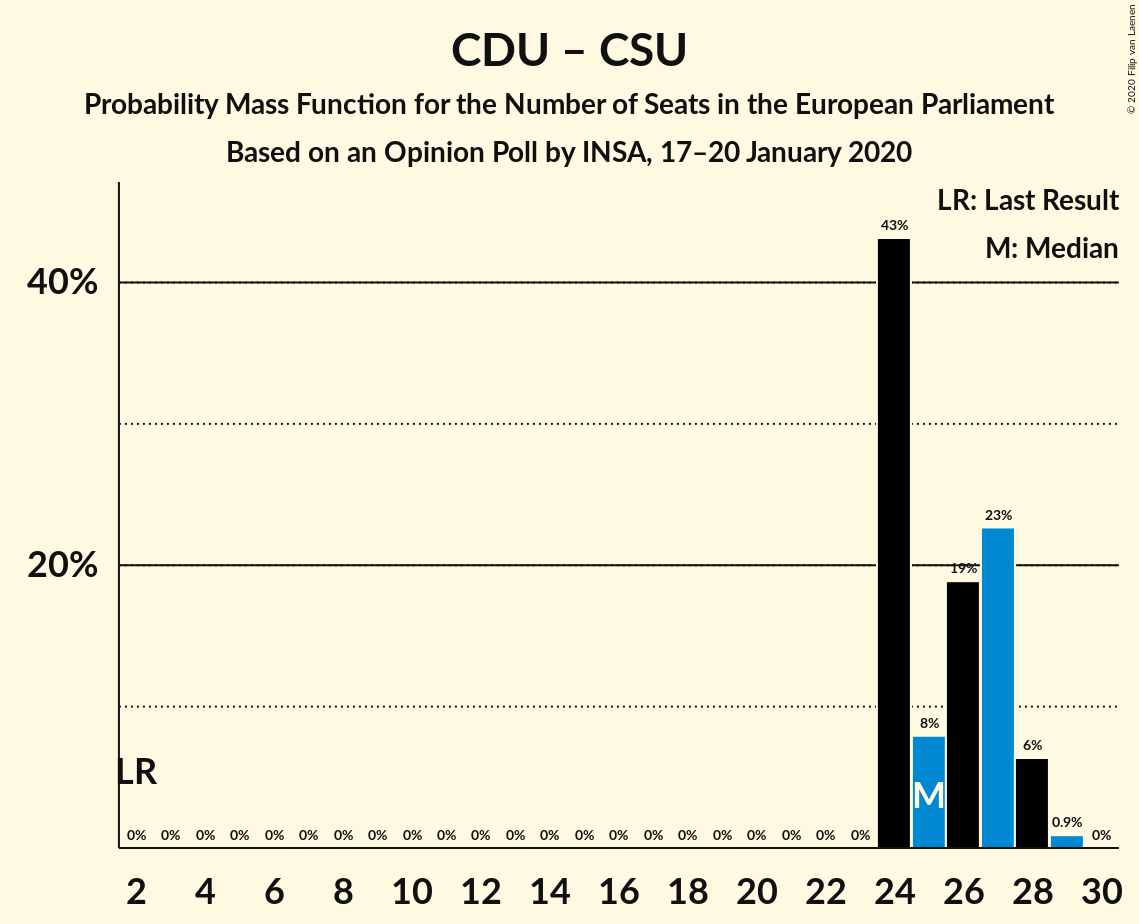 CDU – CSU
Probability Mass Function for the Number of Seats in the European Parliament
Based on an Opinion Poll by INSA, 17–20 January 2020
© 2020 Filip van Laenen
LR: Last Result
M: Median
43%
40%
23%
20%
19%
8%
6%
LR
M
0.9%
0% 0% 0% 0% 0% 0% 0% 0% 0% 0% 0% 0% 0% 0% 0% 0% 0% 0% 0% 0% 0% 0% 0%
2 4 6 8 10 12 14 16 18 20 22 24 26 28 30